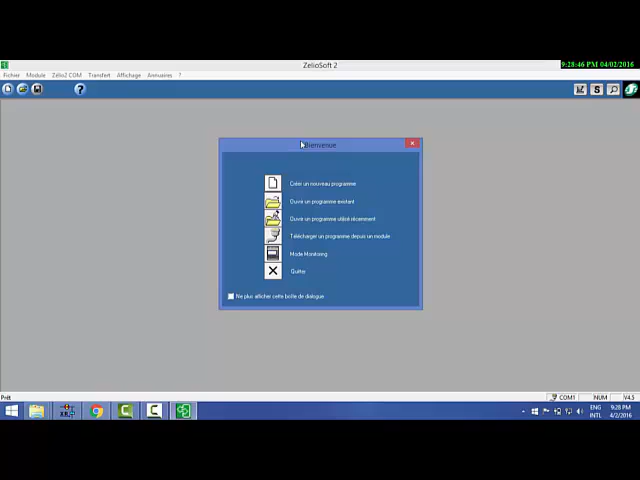 ZelioSoft 2
9:28:46 PM 04/02/2016
Fichier Module Zélio2 COM Transfert Affichage Annuaires ?
Bienvenue
Créer un nouveau programme
Ouvrir un programme existant
Ouvrir un programme utilisé récemment
Télécharger un programme depuis un module
Mode Monitoring
Quitter
Ne plus afficher cette boîte de dialogue
Prêt COM1 NUM V4.5
ENG 9:28 PM
INTL 4/2/2016